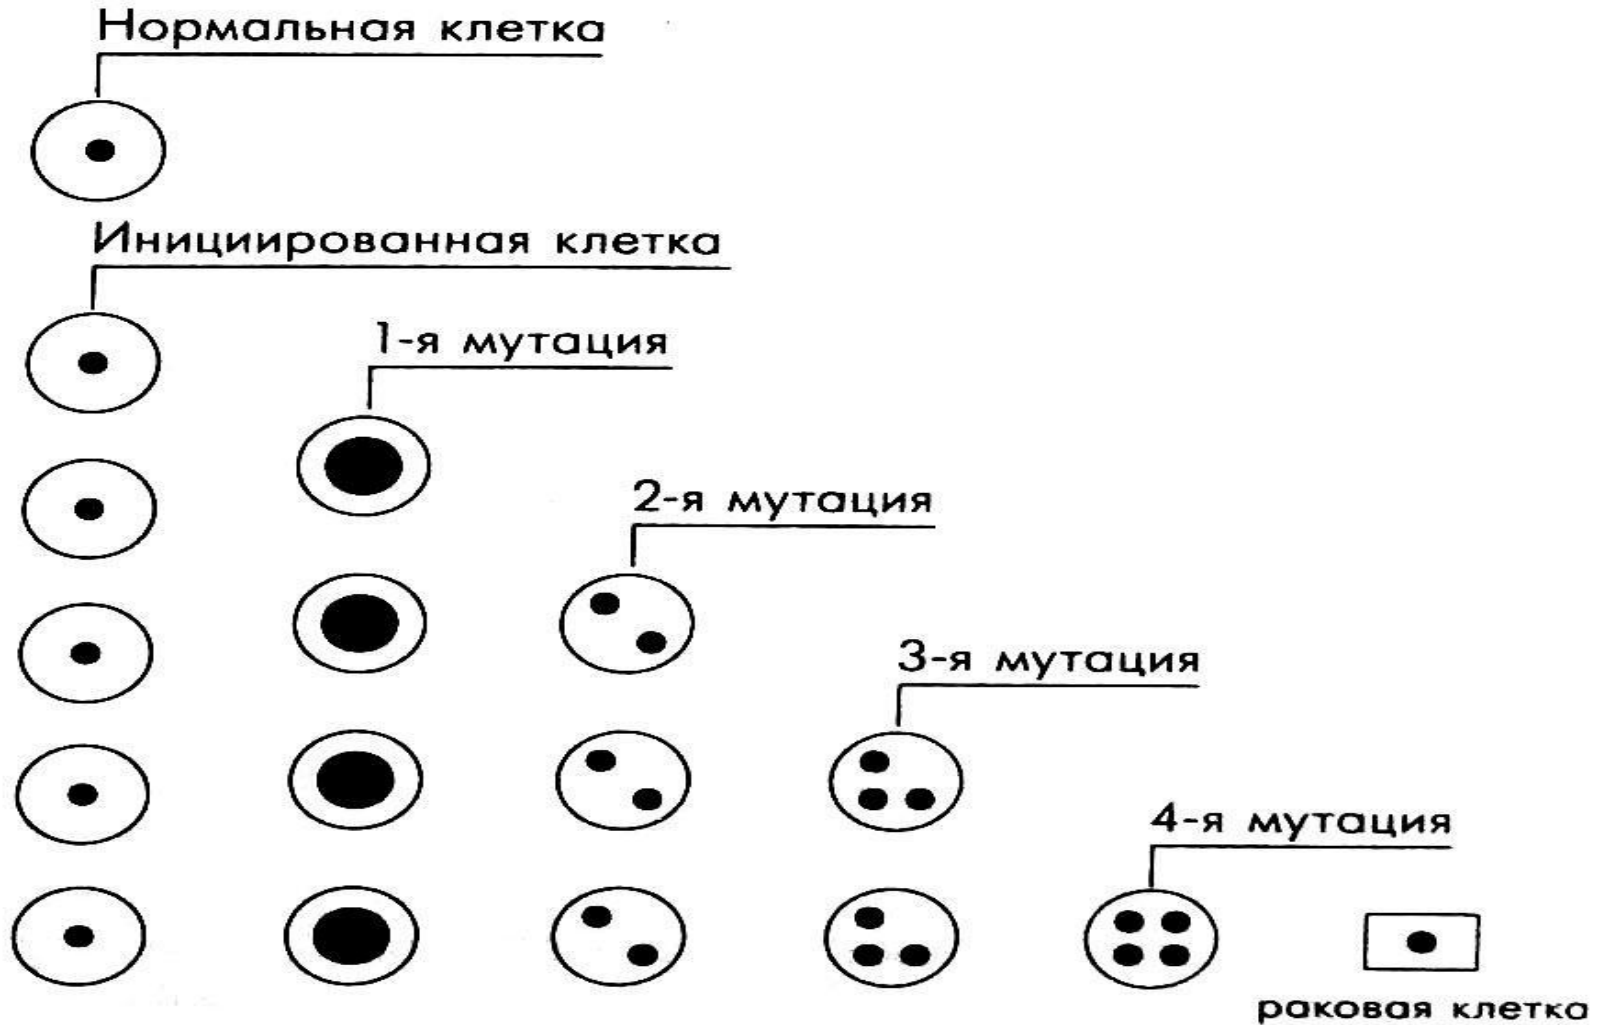 Нормальная клетка
Инициированная клетка
1-я мутация
2-я мутация
3-я мутация
4-я мутация
раковая клетка